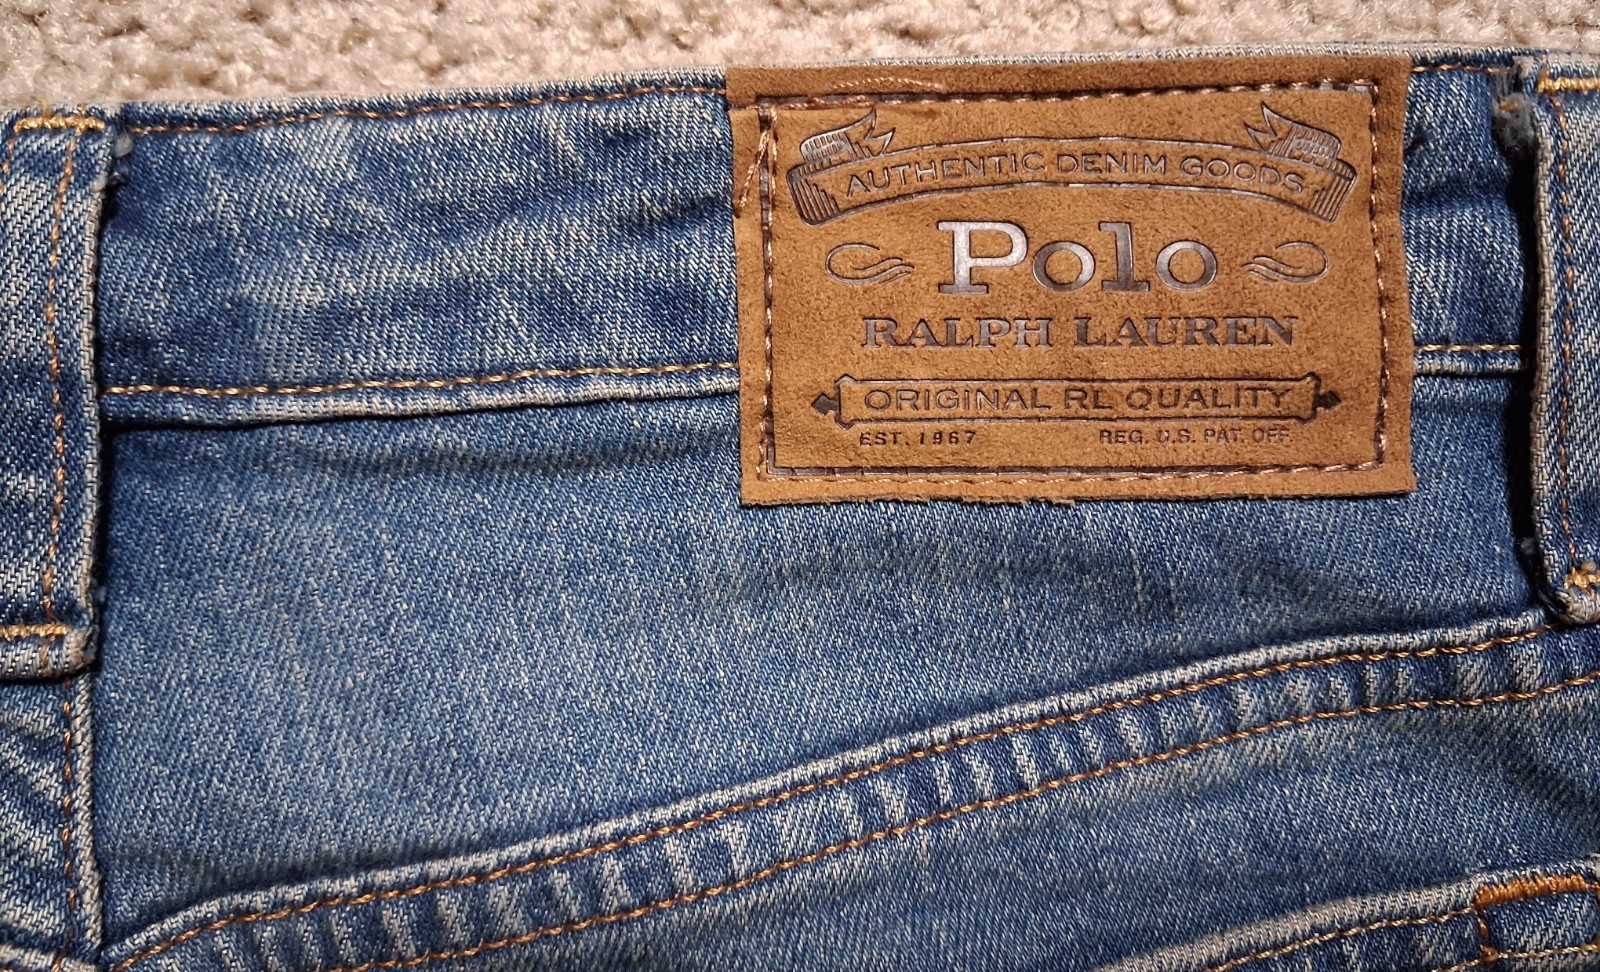 AUTHENTIC DENIM GOODS
Polo
RALPH LAUREN
ORIGINAL RL QUALITY
EST. 1967 REG. U.S. PAT. OFF.